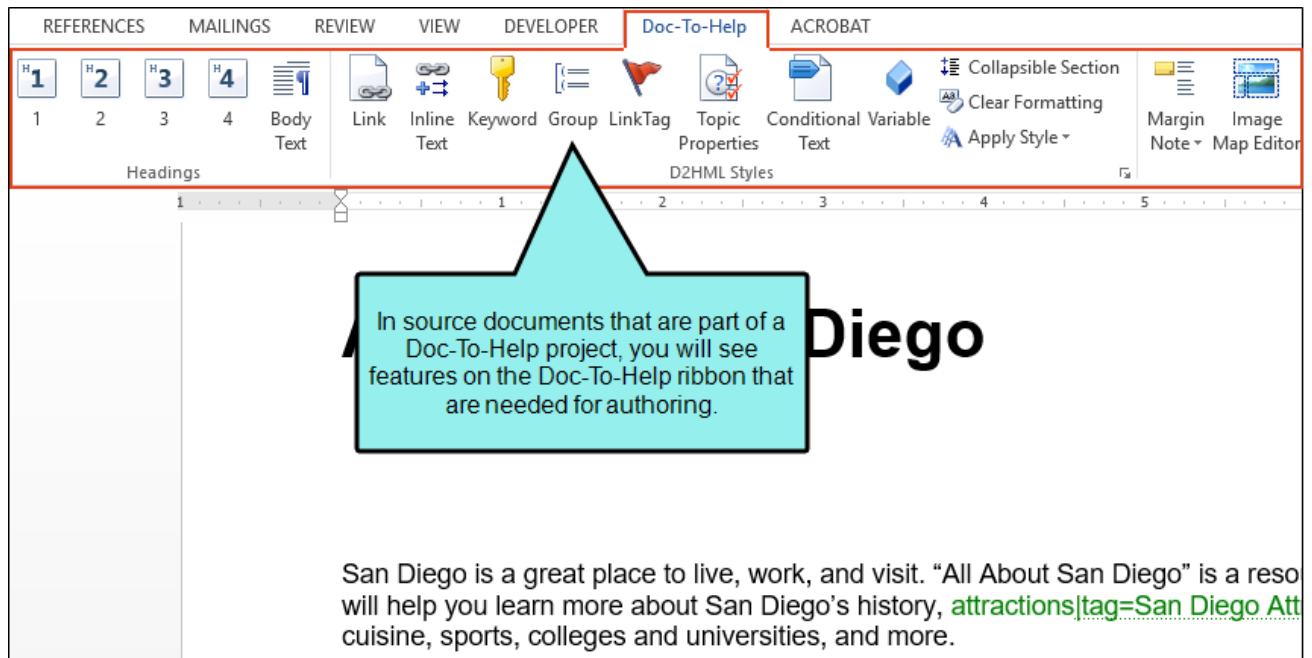 REFERENCES MAILINGS REVIEW VIEW DEVELOPER Doc-To-Help ACROBAT
H1 H2 H3 H4
Collapsible Section
Clear Formatting
Apply Style
1 2 3 4 Body Text Link Inline Text Keyword Group LinkTag Topic Properties Conditional Text Variable Margin Note Image Map Editor
Headings D2HML Styles
1 1 2 3 4 5
In source documents that are part of a
Doc-To-Help project, you will see
features on the Doc-To-Help ribbon that
are needed for authoring.
A Diego
San Diego is a great place to live, work, and visit. “All About San Diego” is a reso
will help you learn more about San Diego’s history, attractions|tag=San Diego Att
cuisine, sports, colleges and universities, and more.